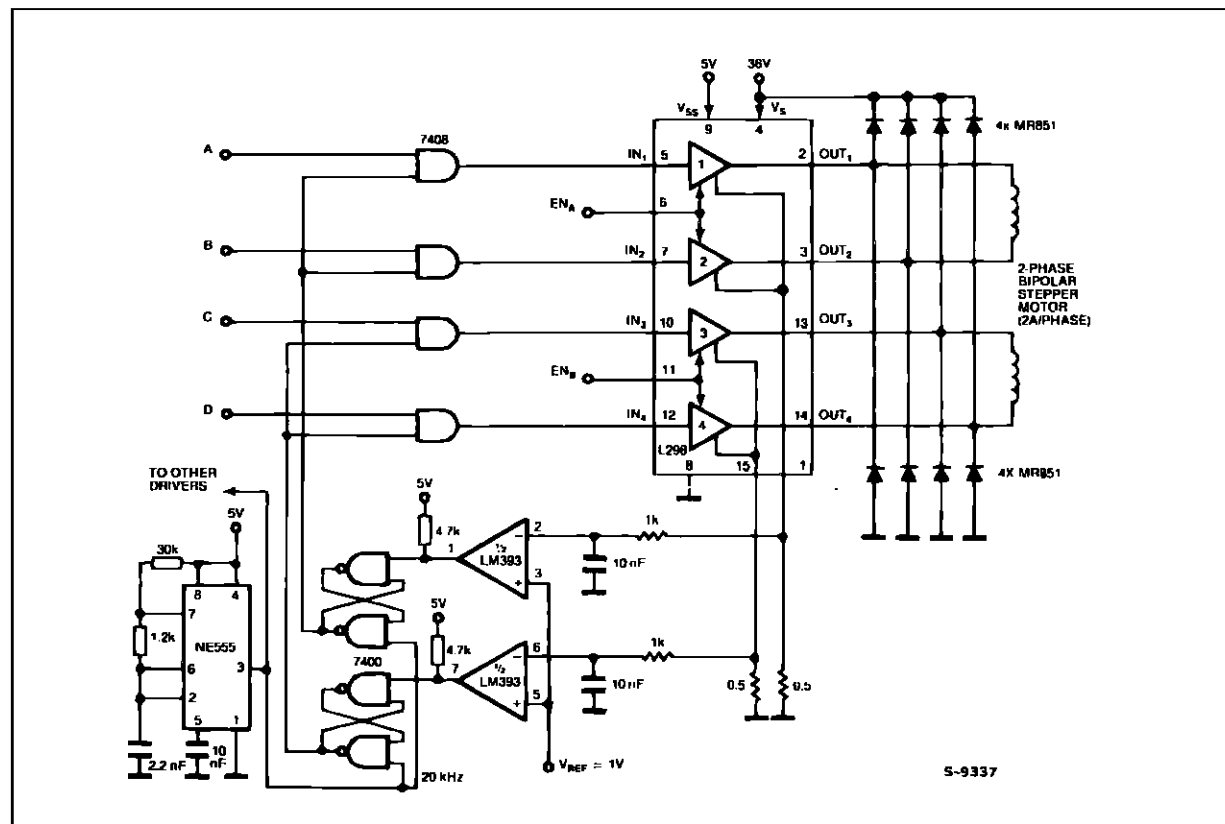 5V
36V
VSS
VS
9
4
4x MR851
7408
A
IN1
5
1
2
OUT1
ENA
6
B
IN2
7
2
3
OUT2
2-PHASE
BIPOLAR
STEPPER
MOTOR
(2A/PHASE)
C
IN3
10
3
13
OUT3
ENB
11
D
IN4
12
4
14
OUT4
L298
8
15
1
4X MR851
TO OTHER
DRIVERS
5V
30k
8
4
7
1.2k
NE555
6
3
2
5
1
2.2 nF
10
nF
5V
4.7k
1
1/2
LM393
2
3
1k
10 nF
5V
4.7k
7400
7
1/2
LM393
6
5
1k
10 nF
0.5
0.5
20 kHz
VREF = 1V
S-9337